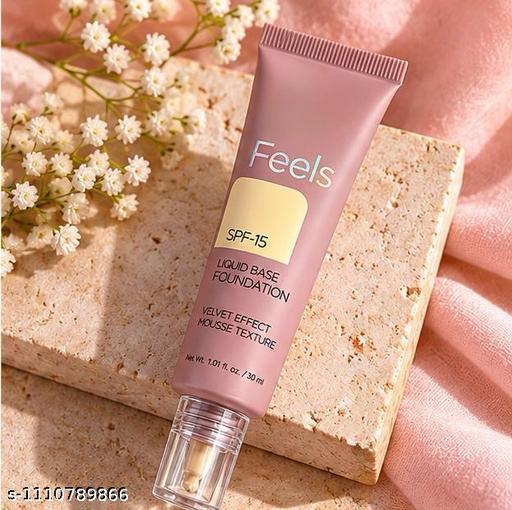 Feels
SPF-15
LIQUID BASE
FOUNDATION
VELVET EFFECT
MOUSSE TEXTURE
Net Wt. 1.01 fl. oz. / 30 ml
s-1110789866